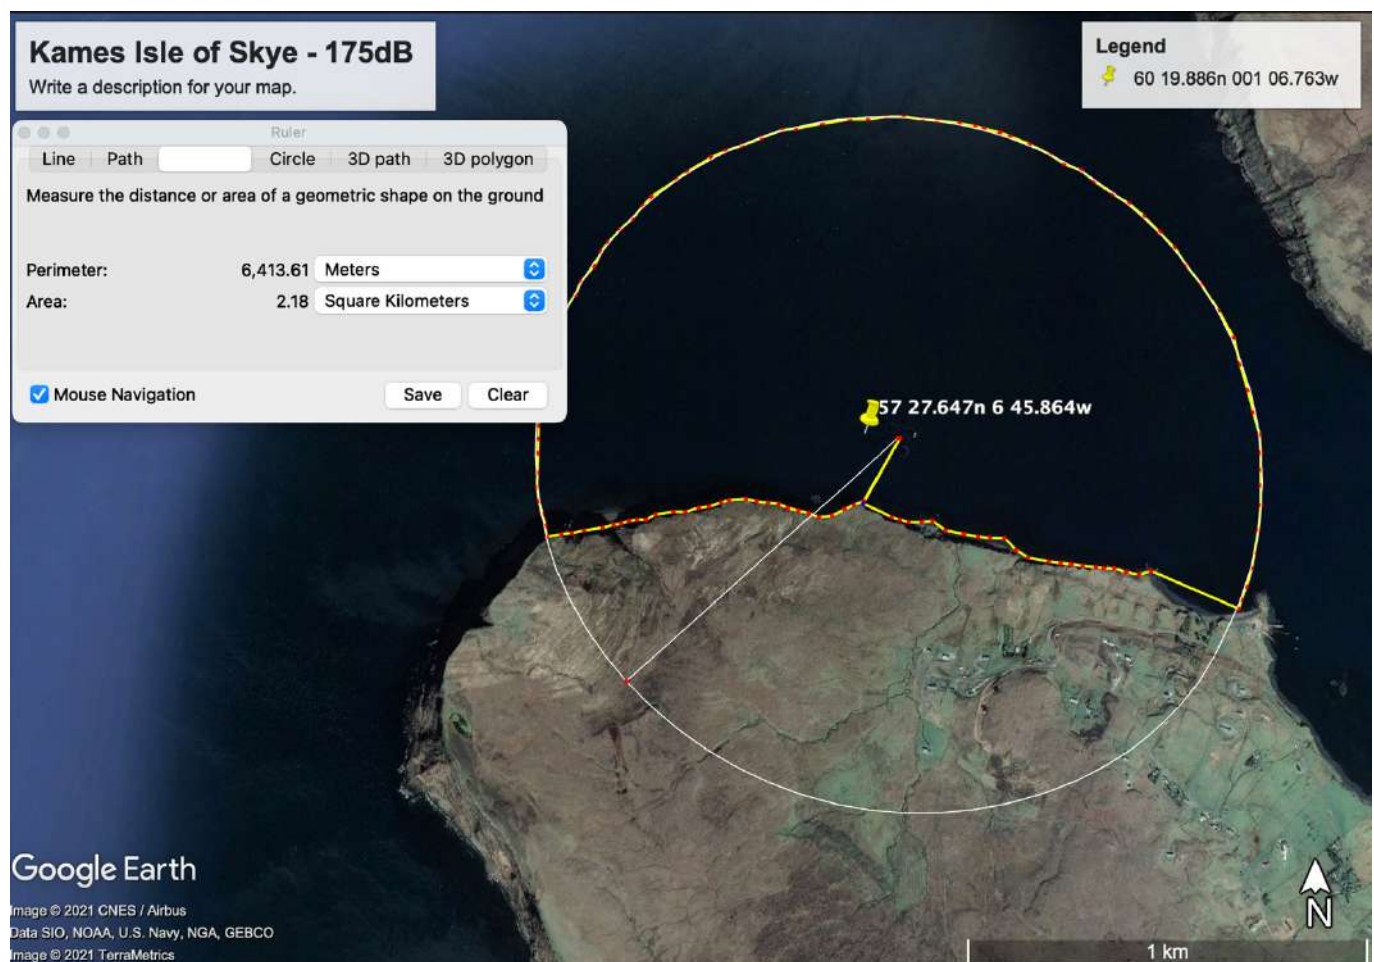 Kames Isle of Skye - 175dB
Write a description for your map.
Legend
60 19.886n 001 06.763w
Ruler
Line Path Circle 3D path 3D polygon
Measure the distance or area of a geometric shape on the ground
Perimeter: 6,413.61 Meters
Area: 2.18 Square Kilometers
Mouse Navigation Save Clear
57 27.647n 6 45.864w
Google Earth
Image © 2021 CNES / Airbus
Data SIO, NOAA, U.S. Navy, NGA, GEBCO
Image © 2021 TerraMetrics
N
1 km